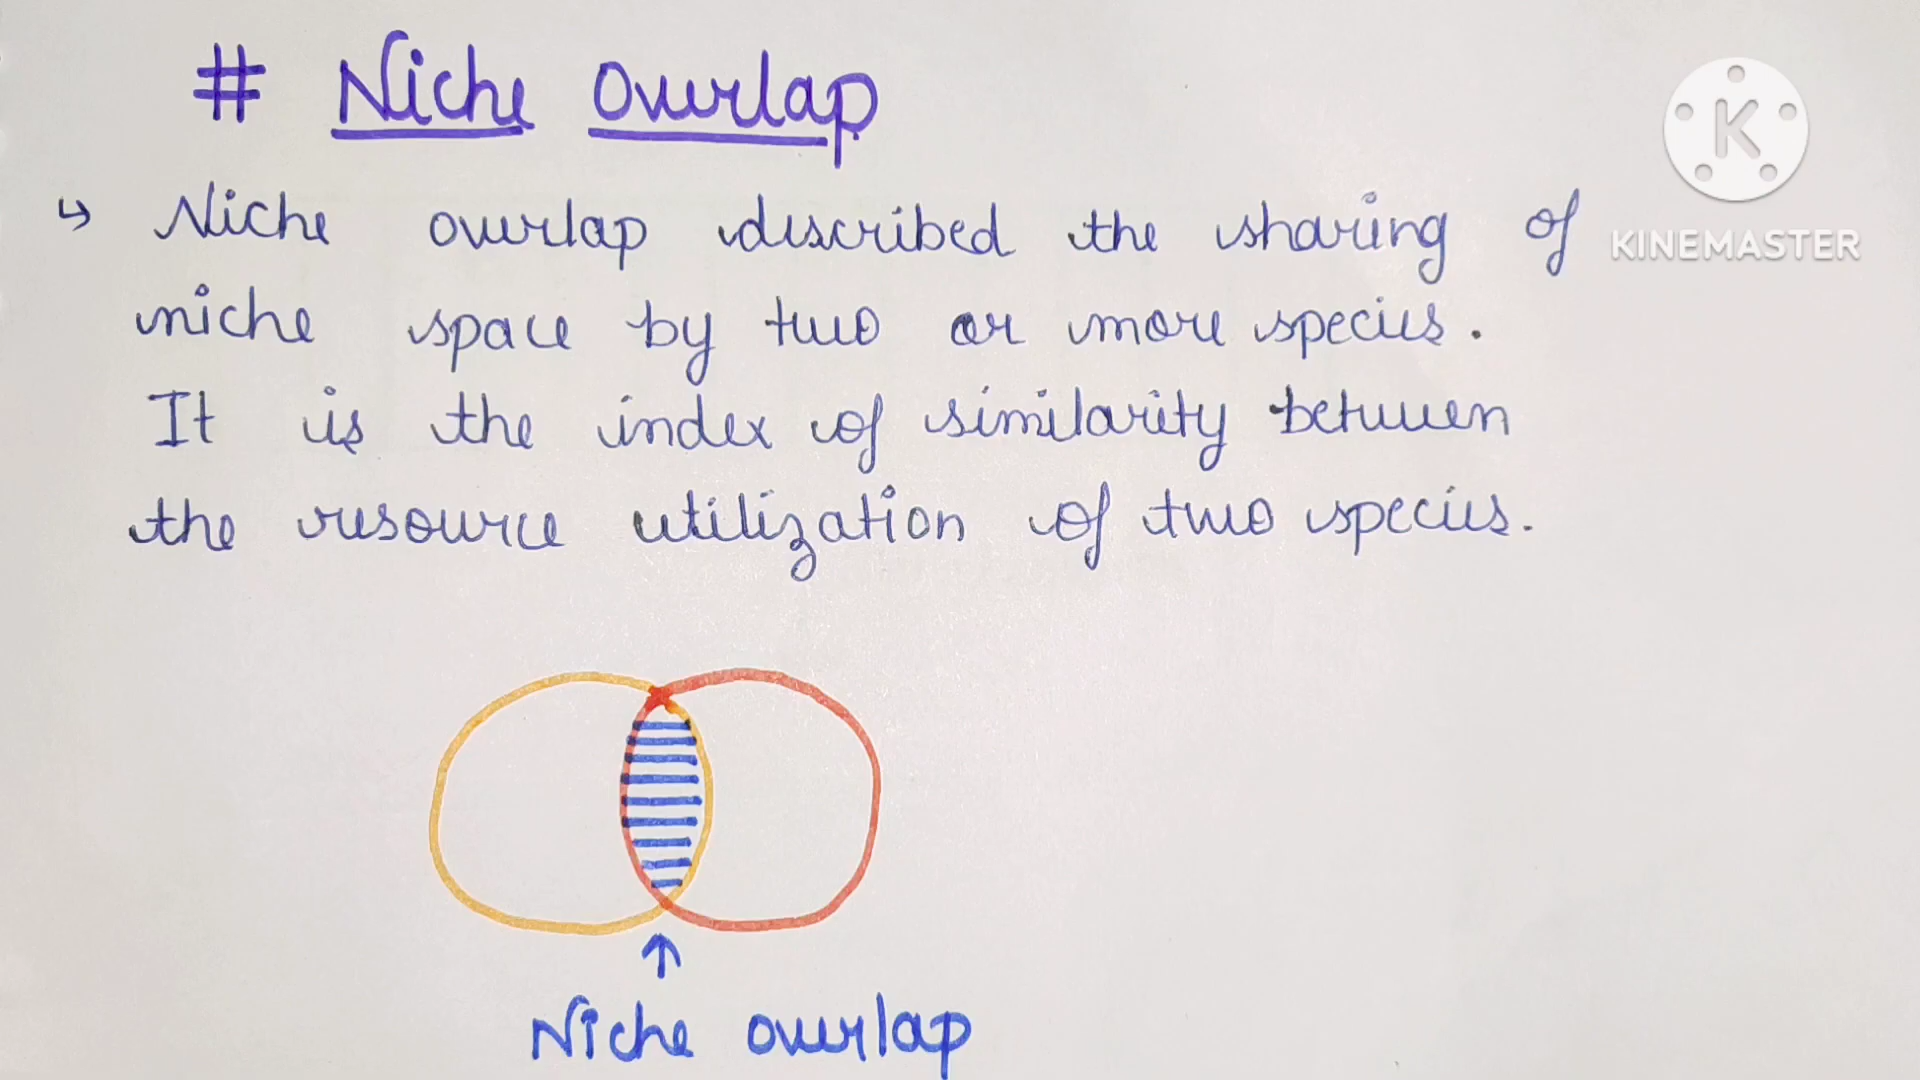 # Niche Overlap
↳ Niche overlap described the sharing of
niche space by two or more species.
It is the index of similarity between
the resource utilization of two species.
↑
Niche overlap
K
KINEMASTER